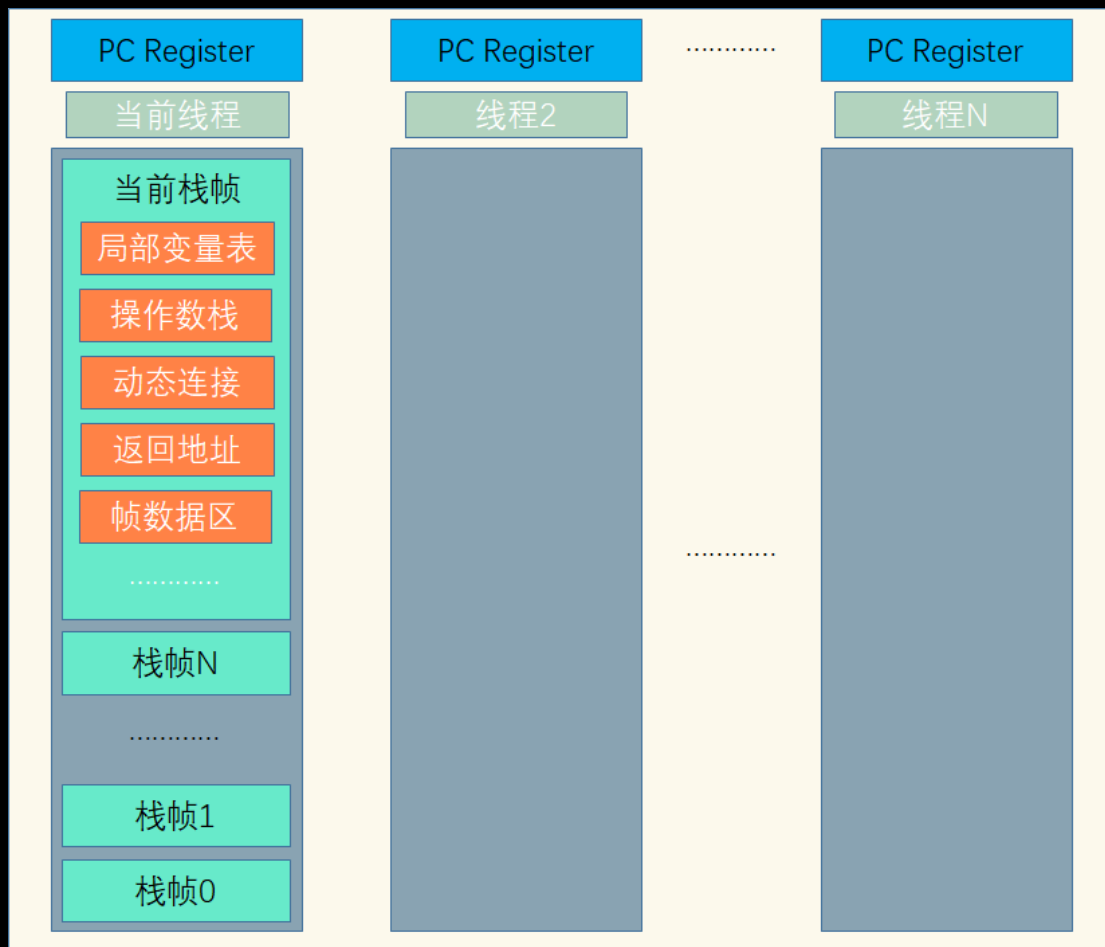 PC Register
PC Register
…………
PC Register
当前线程
线程2
线程N
当前栈帧
局部变量表
操作数栈
动态连接
返回地址
帧数据区
…………
…………
栈帧N
…………
栈帧1
栈帧0